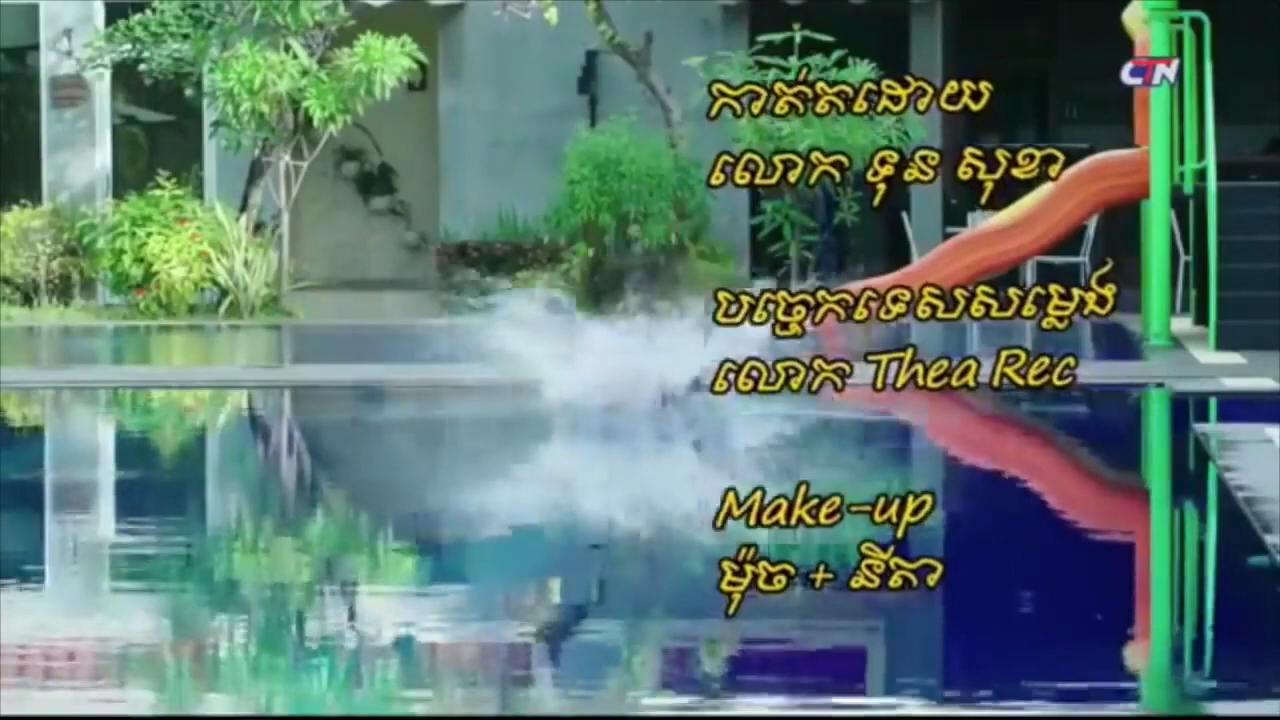 CTN
កាត់តដោយ
លោក ទុន សុខា
បច្ចេកទេសសម្លេង
លោក Thea Rec
Make-up
ម៉ុច + នីតា